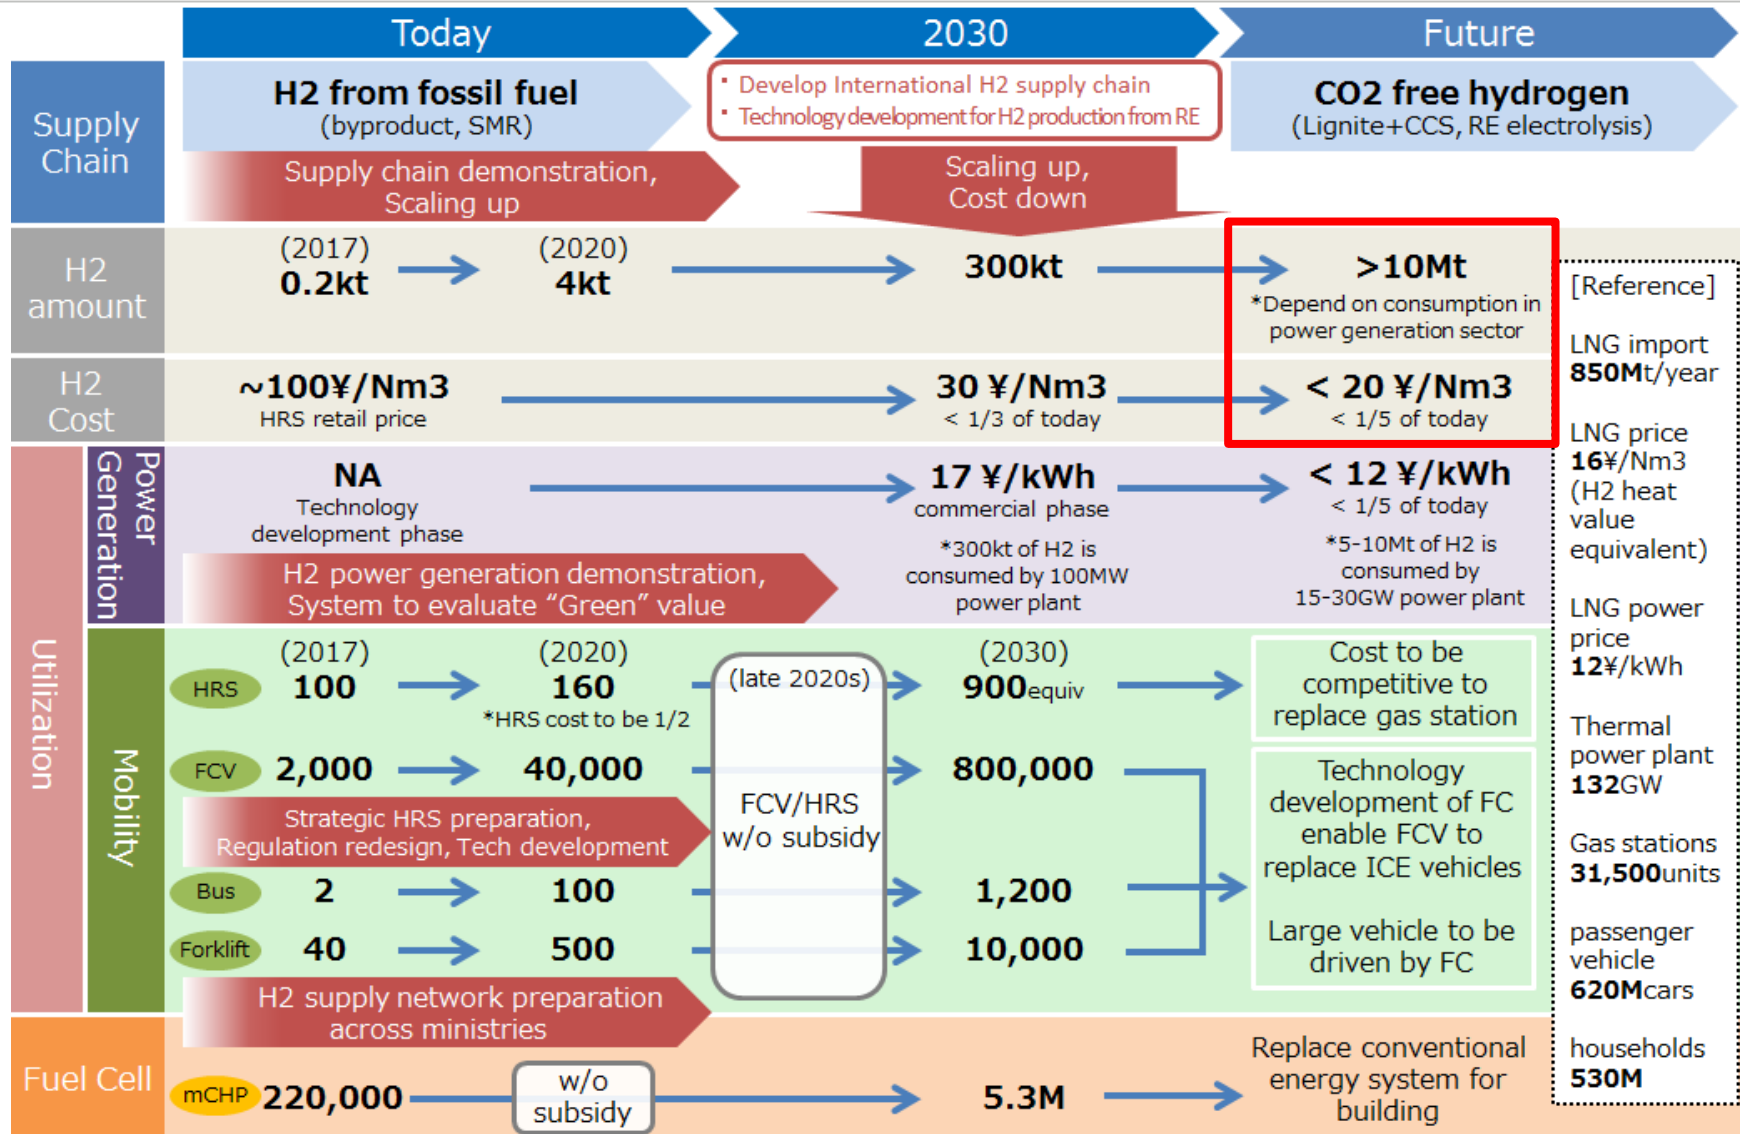 Today
2030
Future
Supply
Chain
H2 from fossil fuel
(byproduct, SMR)
・Develop International H2 supply chain
・Technology development for H2 production from RE
CO2 free hydrogen
(Lignite+CCS, RE electrolysis)
Supply chain demonstration,
Scaling up
Scaling up,
Cost down
H2
amount
(2017)
0.2kt
(2020)
4kt
300kt
>10Mt
*Depend on consumption in
power generation sector
H2
Cost
~100¥/Nm3
HRS retail price
30 ¥/Nm3
< 1/3 of today
< 20 ¥/Nm3
< 1/5 of today
Utilization
Power
Generation
NA
Technology
development phase
17 ¥/kWh
commercial phase
*300kt of H2 is
consumed by 100MW
power plant
< 12 ¥/kWh
< 1/5 of today
*5-10Mt of H2 is
consumed by
15-30GW power plant
H2 power generation demonstration,
System to evaluate “Green” value
Mobility
(2017)
(2020)
(late 2020s)
(2030)
HRS
100
160
*HRS cost to be 1/2
900equiv
Cost to be
competitive to
replace gas station
FCV
2,000
40,000
800,000
FCV/HRS
w/o subsidy
Technology
development of FC
enable FCV to
replace ICE vehicles
Large vehicle to be
driven by FC
Strategic HRS preparation,
Regulation redesign, Tech development
Bus
2
100
1,200
Forklift
40
500
10,000
H2 supply network preparation
across ministries
Fuel Cell
mCHP
220,000
w/o
subsidy
5.3M
Replace conventional
energy system for
building
[Reference]
LNG import
850Mt/year
LNG price
16¥/Nm3
(H2 heat
value
equivalent)
LNG power
price
12¥/kWh
Thermal
power plant
132GW
Gas stations
31,500units
passenger
vehicle
620Mcars
households
530M